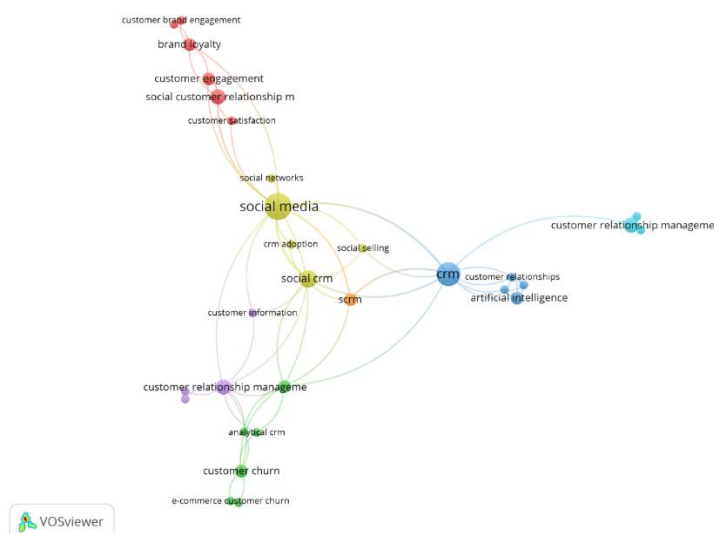 customer brand engagement
brand loyalty
customer engagement
social customer relationship m
customer satisfaction
social networks
social media
customer relationship manageme
crm adoption
social selling
crm
customer relationships
social crm
artificial intelligence
scrm
customer information
customer relationship manageme
analytical crm
customer churn
e-commerce customer churn
VOSviewer